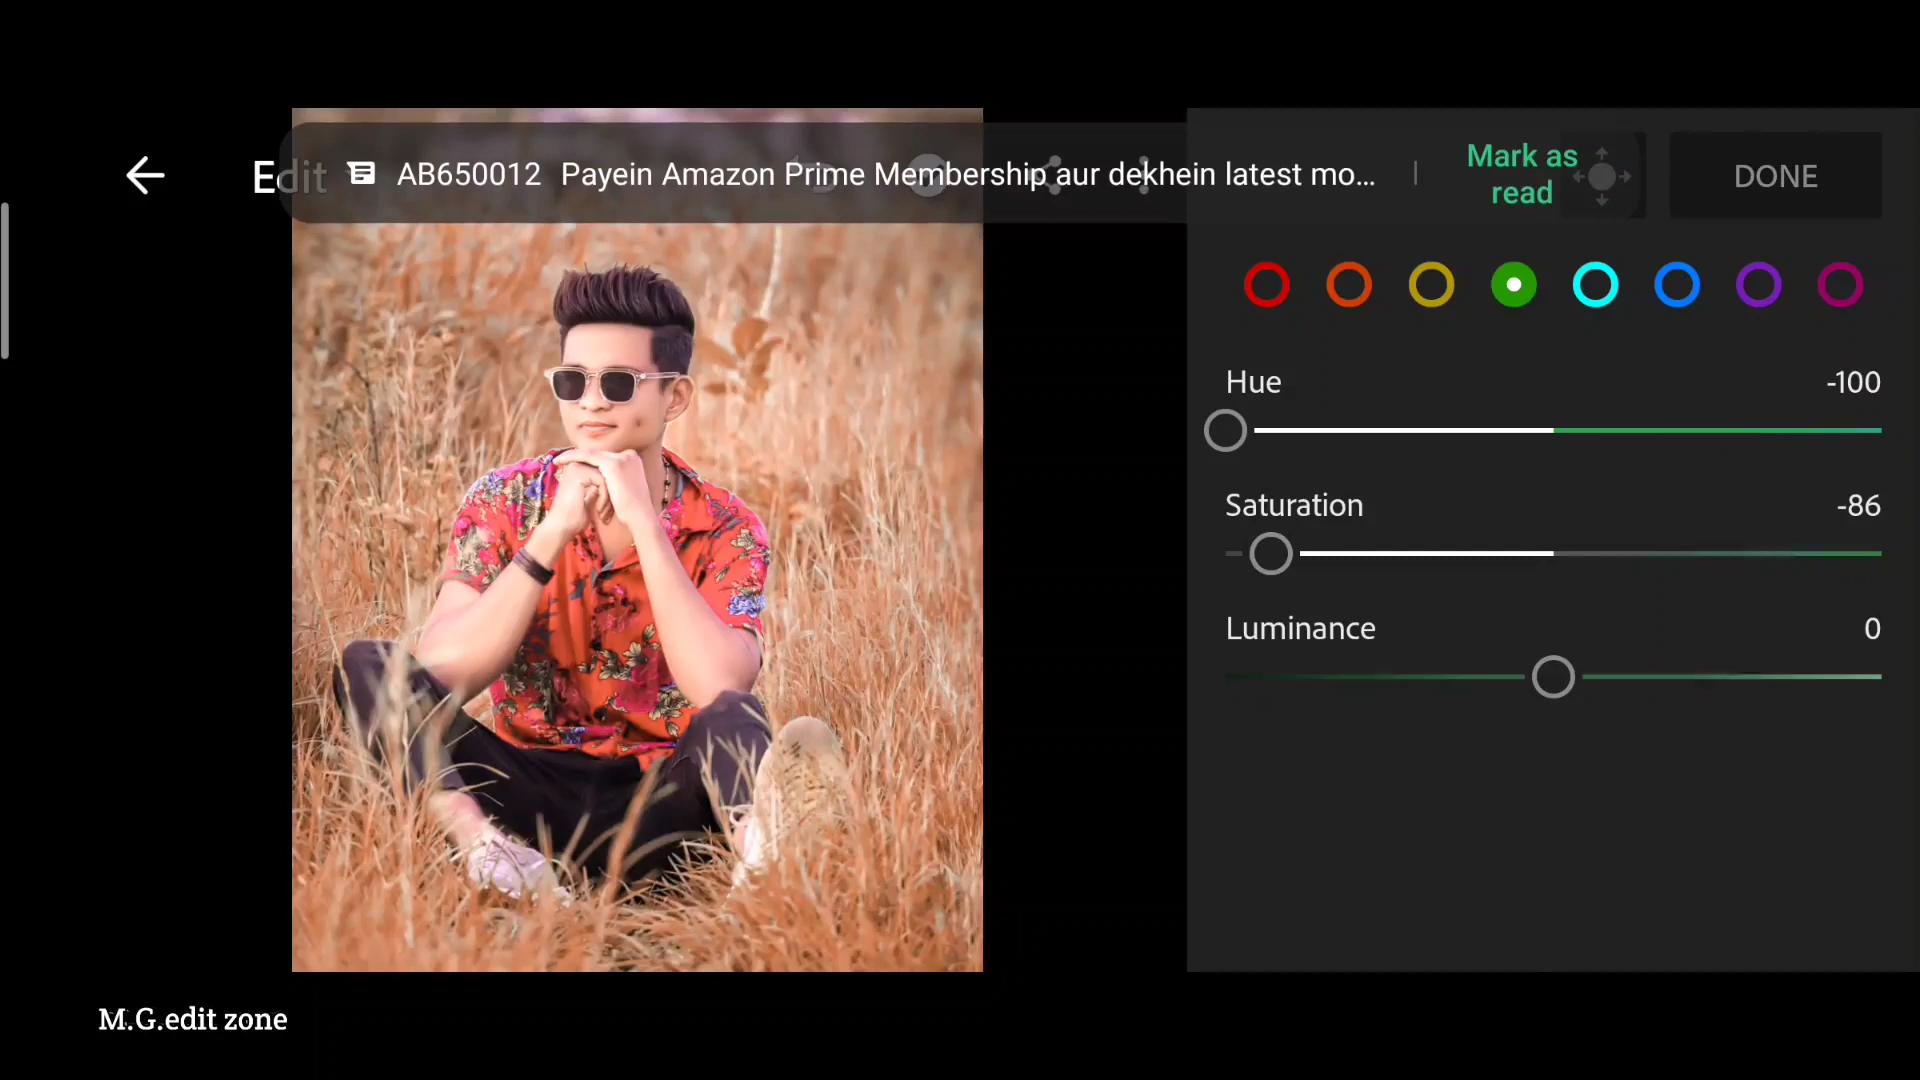 Edit
AB650012 Payein Amazon Prime Membership aur dekhein latest mo...
Mark as
read
DONE
Hue -100
Saturation -86
Luminance 0
M.G.edit zone